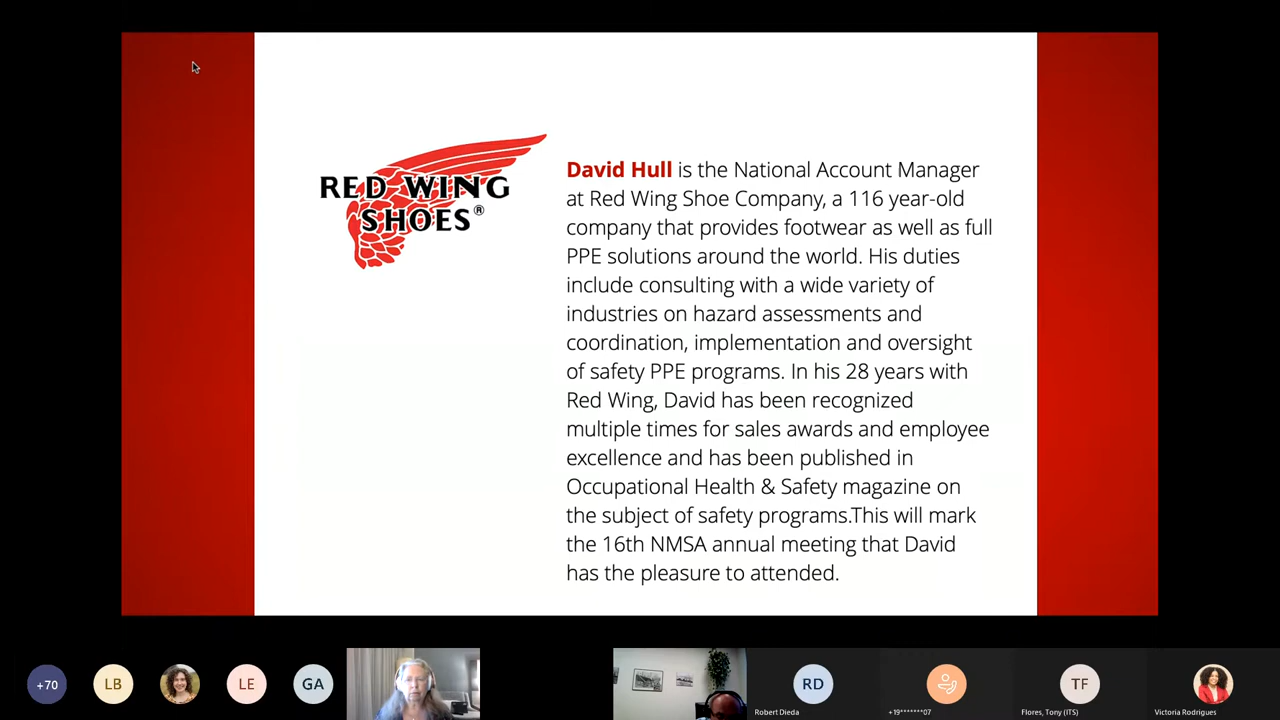 RED WING
SHOES®
David Hull is the National Account Manager
at Red Wing Shoe Company, a 116 year-old
company that provides footwear as well as full
PPE solutions around the world. His duties
include consulting with a wide variety of
industries on hazard assessments and
coordination, implementation and oversight
of safety PPE programs. In his 28 years with
Red Wing, David has been recognized
multiple times for sales awards and employee
excellence and has been published in
Occupational Health & Safety magazine on
the subject of safety programs.This will mark
the 16th NMSA annual meeting that David
has the pleasure to attended.
+70
LB
LE
GA
RD
TF
Robert Dieda
+19*******07
Flores, Tony (ITS)
Victoria Rodrigues